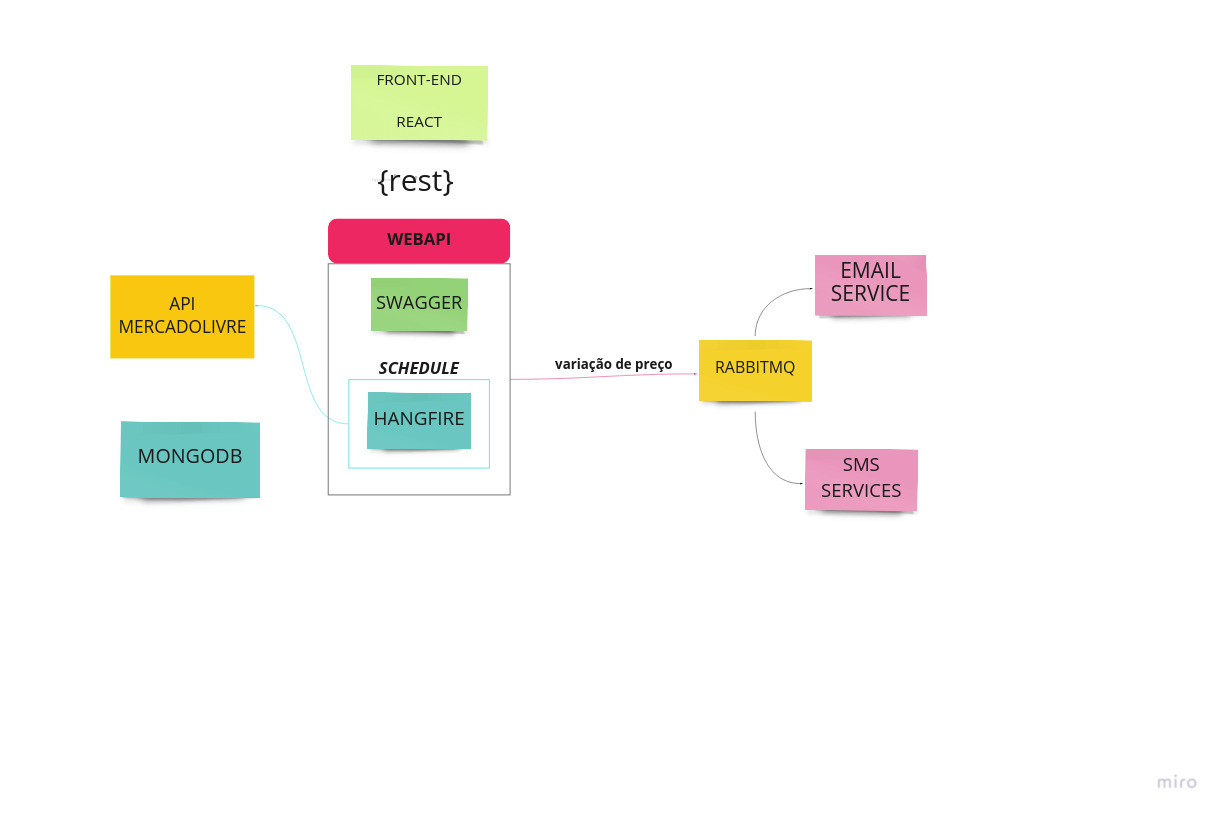 FRONT-END
REACT
{rest}
WEBAPI
SWAGGER
API
MERCADOLIVRE
SCHEDULE
HANGFIRE
MONGODB
variação de preço
RABBITMQ
EMAIL
SERVICE
SMS
SERVICES
miro